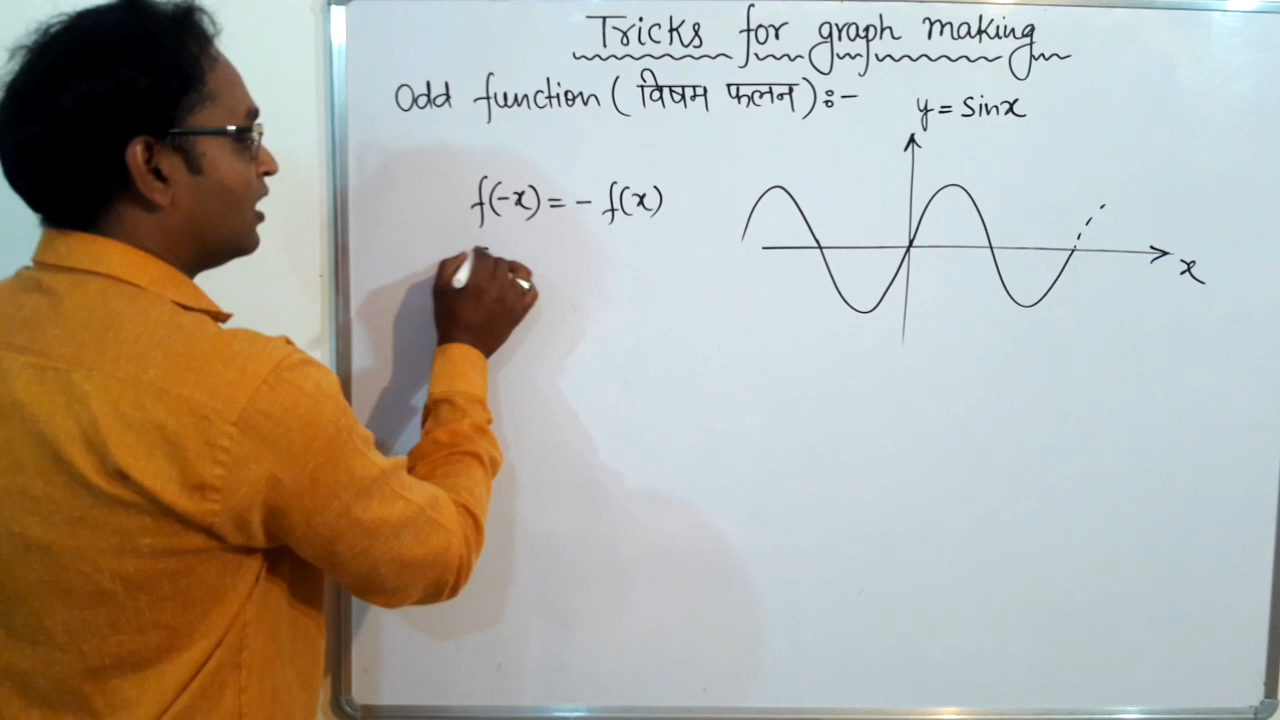 Tricks for graph making
Odd function (विषम फलन) :-
y = sinx
f(-x) = - f(x)
x